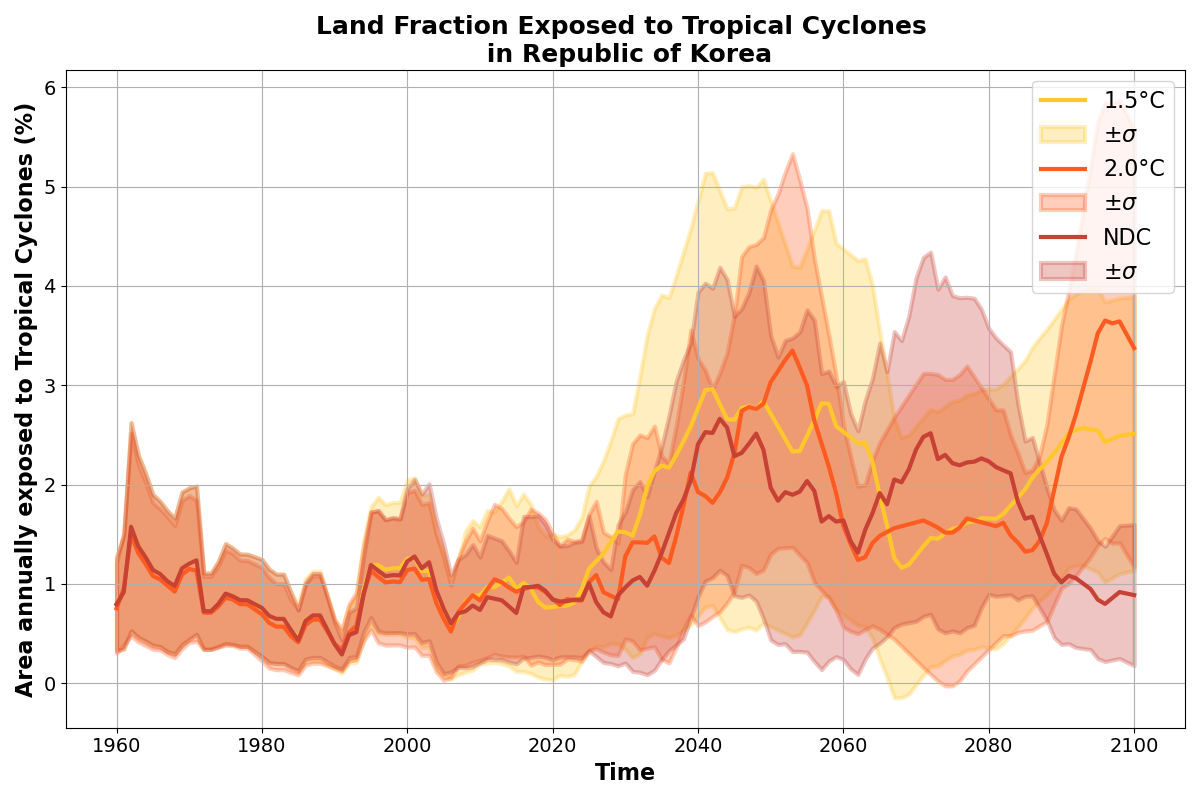 Land Fraction Exposed to Tropical Cyclones
in Republic of Korea
Area annually exposed to Tropical Cyclones (%)
6
5
4
3
2
1
0
1.5°C
±σ
2.0°C
±σ
NDC
±σ
1960
1980
2000
2020
2040
2060
2080
2100
Time